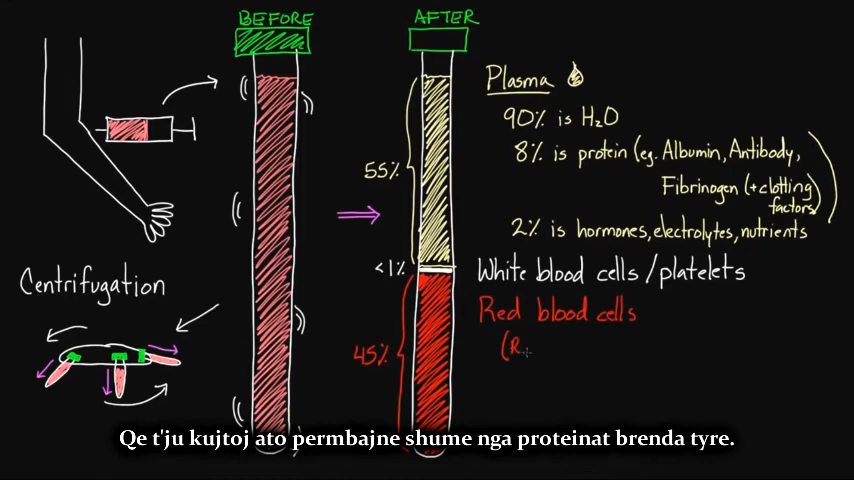 BEFORE
AFTER
Plasma
90% is H₂O
8% is protein (eg. Albumin, Antibody,
Fibrinogen (+clotting
factors)
55%
2% is hormones, electrolytes, nutrients
<1%
White blood cells/platelets
Centrifugation
Red blood cells
45%
(R
Qe t'ju kujtoj ato permbajne shume nga proteinat brenda tyre.